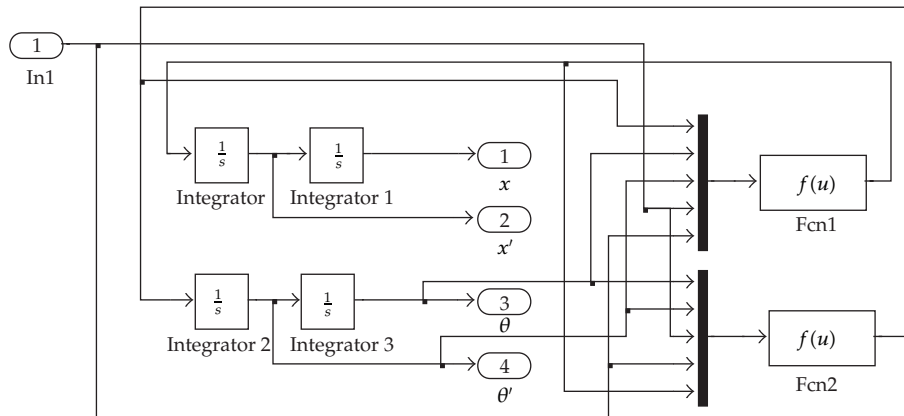 1
In1
1/s
Integrator
1/s
Integrator 1
1
x
2
x′
f(u)
Fcn1
1/s
Integrator 2
1/s
Integrator 3
3
θ
4
θ′
f(u)
Fcn2